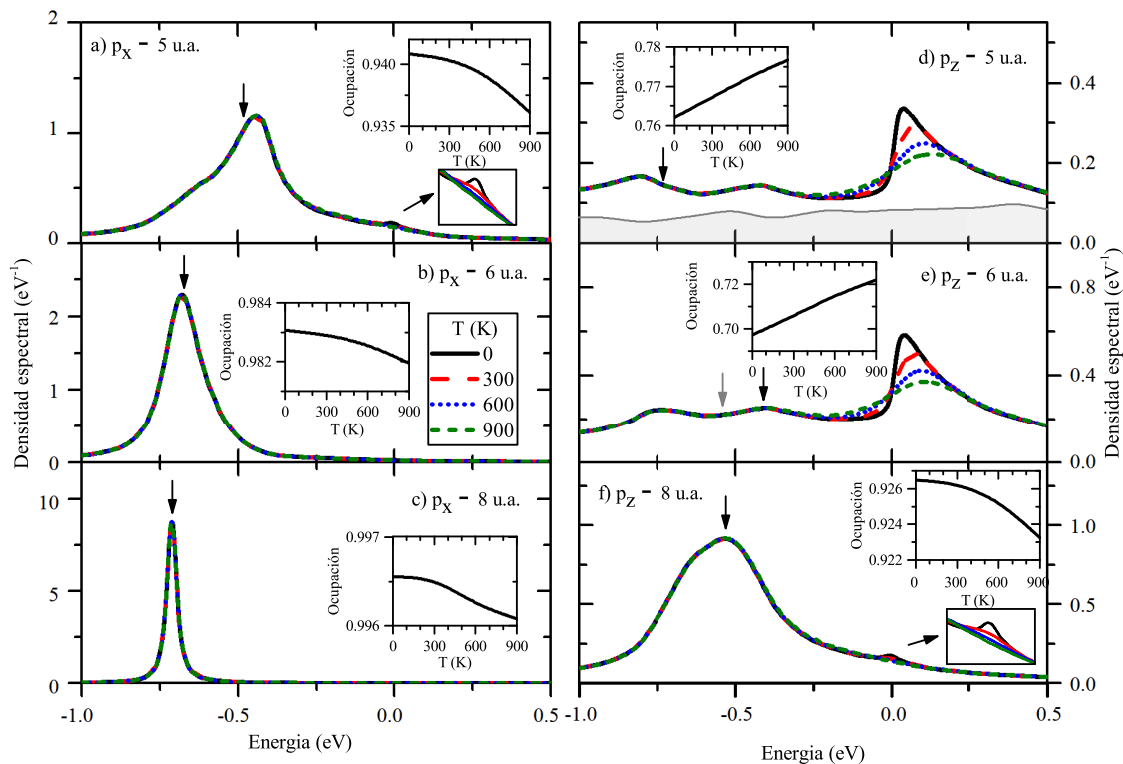 a) pX - 5 u.a.
2
1
0
Ocupación
0.940
0.935
0 300 600 900
T (K)
b) pX - 6 u.a.
2
1
0
Ocupación
0.984
0.982
0 300 600 900
T (K)
T (K)
0
300
600
900
c) pX - 8 u.a.
10
5
0
Ocupación
0.997
0.996
0 300 600 900
T (K)
Densidad espectral (eV-1)
-1.0 -0.5 0.0 0.5
Energia (eV)
d) pZ - 5 u.a.
0.4
0.2
0.0
Ocupación
0.78
0.77
0.76
0 300 600 900
T (K)
e) pZ - 6 u.a.
0.8
0.4
0.0
Ocupación
0.72
0.70
0 300 600 900
T (K)
f) pZ - 8 u.a.
1.0
0.5
0.0
Ocupación
0.926
0.924
0.922
0 300 600 900
T (K)
Densidad espectral (eV-1)
-1.0 -0.5 0.0 0.5
Energia (eV)